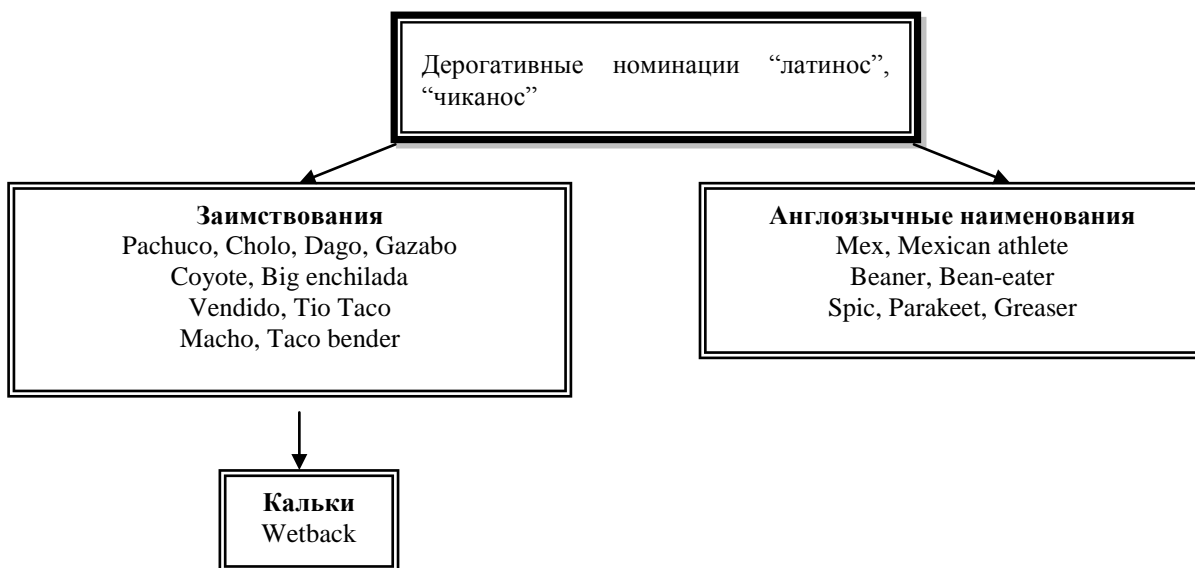 Дерогативные номинации “латинос”,
“чиканос”
Заимствования
Pachuco, Cholo, Dago, Gazabo
Coyote, Big enchilada
Vendido, Tio Taco
Macho, Taco bender
Англоязычные наименования
Mex, Mexican athlete
Beaner, Bean-eater
Spic, Parakeet, Greaser
Кальки
Wetback